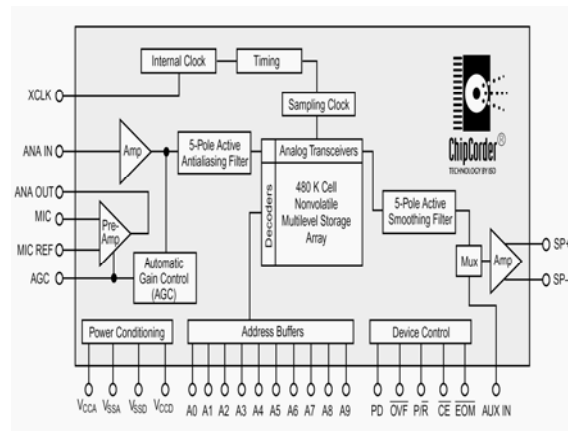 Internal Clock
Timing
XCLK
Sampling Clock
ChipCorder®
TECHNOLOGY BY ISD
ANA IN
Amp
5-Pole Active
Antialiasing Filter
Analog Transceivers
ANA OUT
Decoders
480 K Cell
Nonvolatile
Multilevel Storage
Array
5-Pole Active
Smoothing Filter
MIC
Pre-
Amp
MIC REF
AGC
Automatic
Gain Control
(AGC)
Mux
Amp
SP+
SP-
Power Conditioning
Address Buffers
Device Control
VCCA VSSA VSSD VCCD A0 A1 A2 A3 A4 A5 A6 A7 A8 A9 PD OVF P/R CE EOM AUX IN